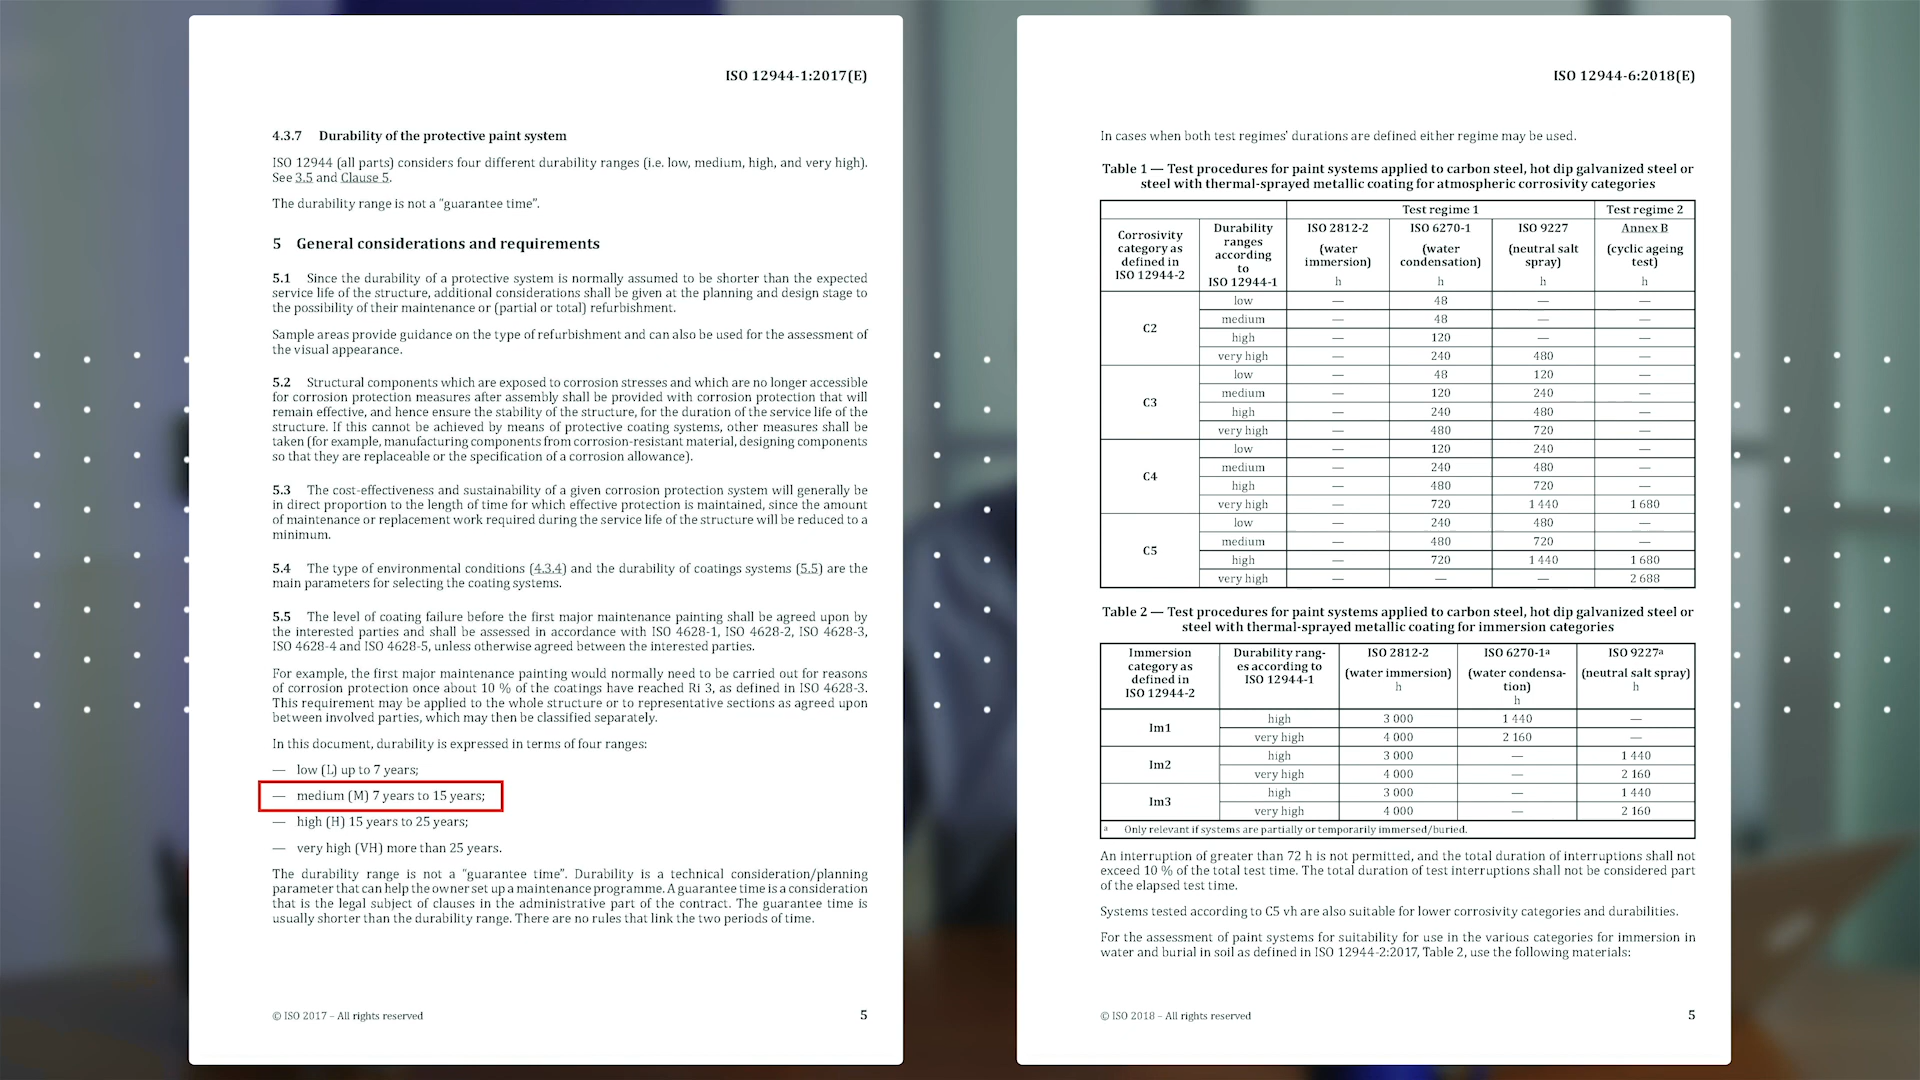 ISO 12944-1:2017(E)
4.3.7 Durability of the protective paint system
ISO 12944 (all parts) considers four different durability ranges (i.e. low, medium, high, and very high).
See 3.5 and Clause 5.
The durability range is not a "guarantee time".
5 General considerations and requirements
5.1 Since the durability of a protective system is normally assumed to be shorter than the expected
service life of the structure, additional considerations shall be given at the planning and design stage to
the possibility of their maintenance or (partial or total) refurbishment.
Sample areas provide guidance on the type of refurbishment and can also be used for the assessment of
the visual appearance.
5.2 Structural components which are exposed to corrosion stresses and which are no longer accessible
for corrosion protection measures after assembly shall be provided with corrosion protection that will
remain effective, and hence ensure the stability of the structure, for the duration of the service life of the
structure. If this cannot be achieved by means of protective coating systems, other measures shall be
taken (for example, manufacturing components from corrosion-resistant material, designing components
so that they are replaceable or the specification of a corrosion allowance).
5.3 The cost-effectiveness and sustainability of a given corrosion protection system will generally be
in direct proportion to the length of time for which effective protection is maintained, since the amount
of maintenance or replacement work required during the service life of the structure will be reduced to a
minimum.
5.4 The type of environmental conditions (4.3.4) and the durability of coatings systems (5.5) are the
main parameters for selecting the coating systems.
5.5 The level of coating failure before the first major maintenance painting shall be agreed upon by
the interested parties and shall be assessed in accordance with ISO 4628-1, ISO 4628-2, ISO 4628-3,
ISO 4628-4 and ISO 4628-5, unless otherwise agreed between the interested parties.
For example, the first major maintenance painting would normally need to be carried out for reasons
of corrosion protection once about 10 % of the coatings have reached Ri 3, as defined in ISO 4628-3.
This requirement may be applied to the whole structure or to representative sections as agreed upon
between involved parties, which may then be classified separately.
In this document, durability is expressed in terms of four ranges:
— low (L) up to 7 years;
— medium (M) 7 years to 15 years;
— high (H) 15 years to 25 years;
— very high (VH) more than 25 years.
The durability range is not a "guarantee time". Durability is a technical consideration/planning
parameter that can help the owner set up a maintenance programme. A guarantee time is a consideration
that is the legal subject of clauses in the administrative part of the contract. The guarantee time is
usually shorter than the durability range. There are no rules that link the two periods of time.
© ISO 2017 – All rights reserved 5
ISO 12944-6:2018(E)
In cases when both test regimes' durations are defined either regime may be used.
Table 1 — Test procedures for paint systems applied to carbon steel, hot dip galvanized steel or
steel with thermal-sprayed metallic coating for atmospheric corrosivity categories
Test regime 1 Test regime 2
Corrosivity category as defined in ISO 12944-2 Durability ranges according to ISO 12944-1 ISO 2812-2 (water immersion) h ISO 6270-1 (water condensation) h ISO 9227 (neutral salt spray) h Annex B (cyclic ageing test) h
C2 low — 48 — —
medium — 48 — —
high — 120 — —
very high — 240 480 —
C3 low — 48 120 —
medium — 120 240 —
high — 240 480 —
very high — 480 720 —
C4 low — 120 240 —
medium — 240 480 —
high — 480 720 —
very high — 720 1 440 1 680
C5 low — 240 480 —
medium — 480 720 —
high — 720 1 440 1 680
very high — — — 2 688
Table 2 — Test procedures for paint systems applied to carbon steel, hot dip galvanized steel or
steel with thermal-sprayed metallic coating for immersion categories
Immersion category as defined in ISO 12944-2 Durability rang-es according to ISO 12944-1 ISO 2812-2 (water immersion) h ISO 6270-1a (water condensa-tion) h ISO 9227a (neutral salt spray) h
Im1 high 3 000 1 440 —
very high 4 000 2 160 —
Im2 high 3 000 — 1 440
very high 4 000 — 2 160
Im3 high 3 000 — 1 440
very high 4 000 — 2 160
a Only relevant if systems are partially or temporarily immersed/buried.
An interruption of greater than 72 h is not permitted, and the total duration of interruptions shall not
exceed 10 % of the total test time. The total duration of test interruptions shall not be considered part
of the elapsed test time.
Systems tested according to C5 vh are also suitable for lower corrosivity categories and durabilities.
For the assessment of paint systems for suitability for use in the various categories for immersion in
water and burial in soil as defined in ISO 12944-2:2017, Table 2, use the following materials:
© ISO 2018 – All rights reserved 5